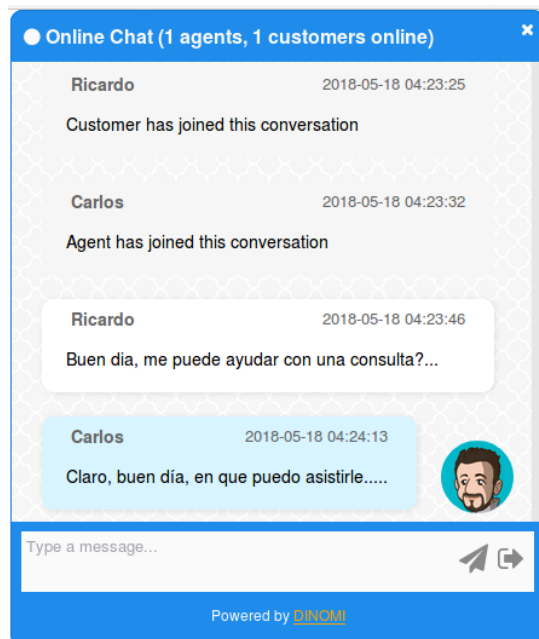 Online Chat (1 agents, 1 customers online) ×
Ricardo 2018-05-18 04:23:25
Customer has joined this conversation
Carlos 2018-05-18 04:23:32
Agent has joined this conversation
Ricardo 2018-05-18 04:23:46
Buen dia, me puede ayudar con una consulta?...
Carlos 2018-05-18 04:24:13
Claro, buen día, en que puedo asistirle.....
Type a message...
Powered by DINOMI